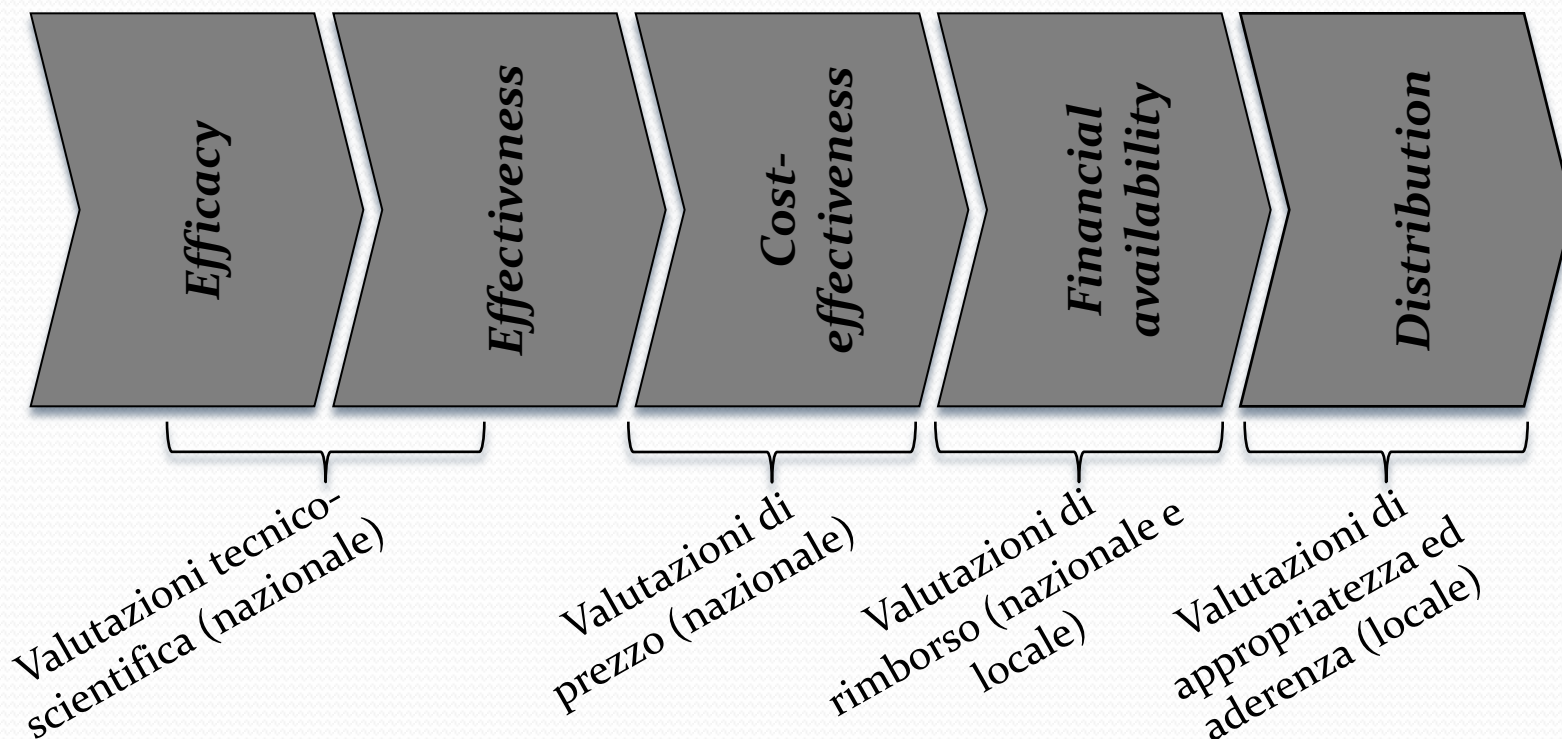 Efficacy
Effectiveness
Cost-
effectiveness
Financial
availability
Distribution
Valutazioni tecnico-
scientifica (nazionale)
Valutazioni di
prezzo (nazionale)
Valutazioni di
rimborso (nazionale e
locale)
Valutazioni di
appropriatezza ed
aderenza (locale)